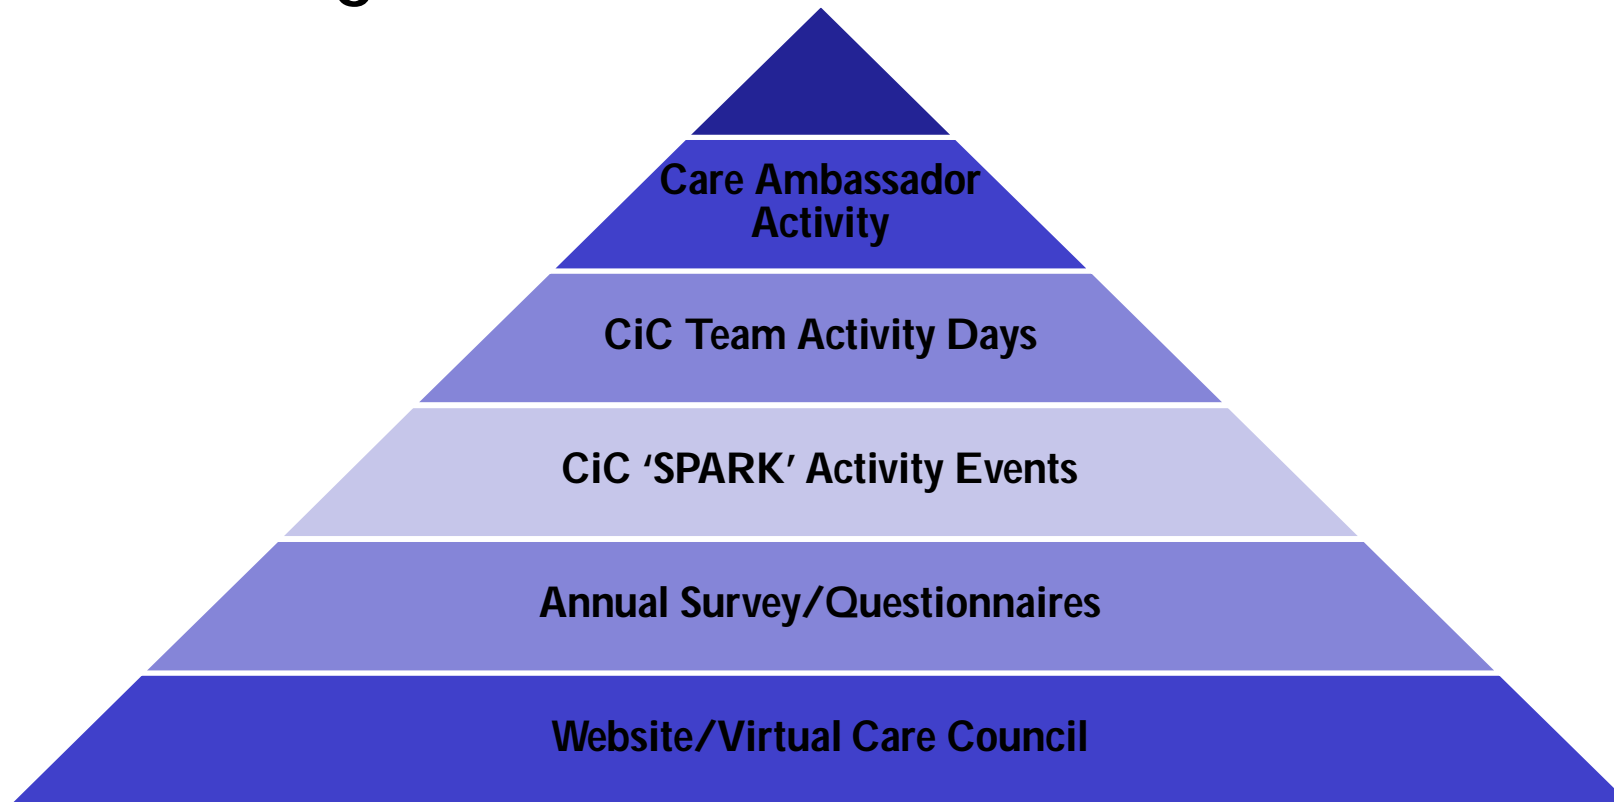 Care Ambassador
Activity
CiC Team Activity Days
CiC ‘SPARK’ Activity Events
Annual Survey/Questionnaires
Website/Virtual Care Council